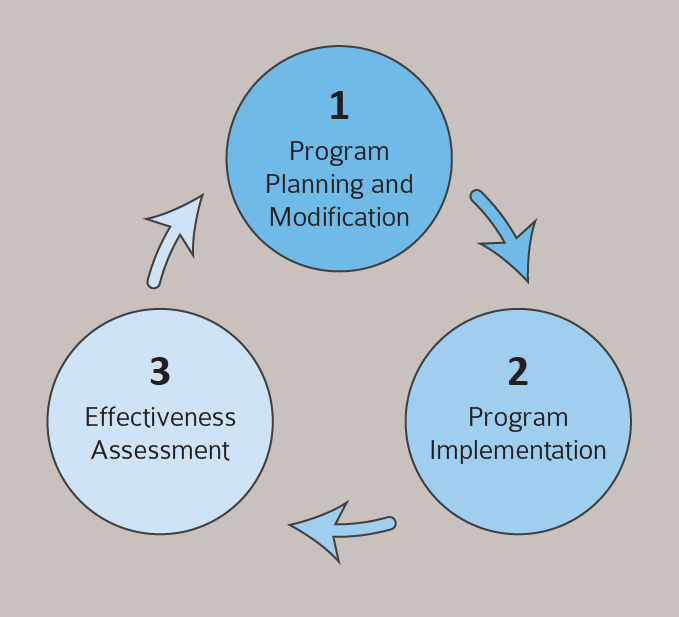 1
Program
Planning and
Modification
2
Program
Implementation
3
Effectiveness
Assessment